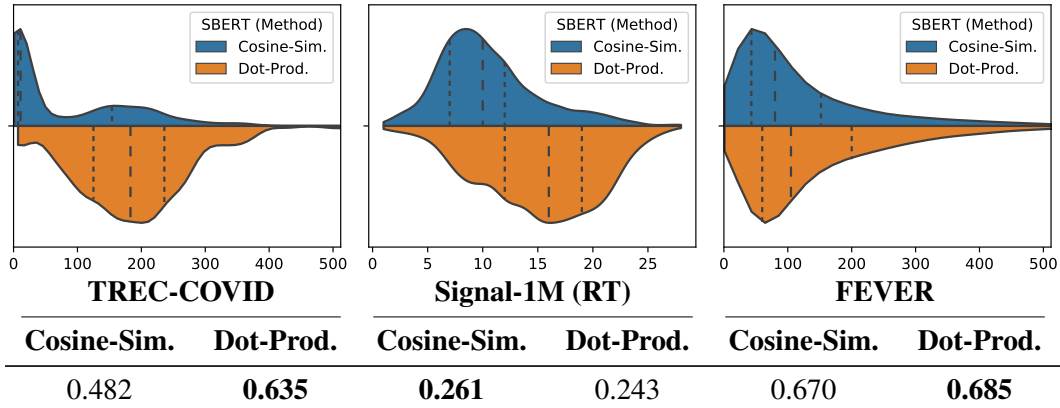 SBERT (Method)
Cosine-Sim.
Dot-Prod.
SBERT (Method)
Cosine-Sim.
Dot-Prod.
SBERT (Method)
Cosine-Sim.
Dot-Prod.
0 100 200 300 400 500
0 5 10 15 20 25
0 100 200 300 400 500
TREC-COVID Signal-1M (RT) FEVER
Cosine-Sim. Dot-Prod. Cosine-Sim. Dot-Prod. Cosine-Sim. Dot-Prod.
0.482 0.635 0.261 0.243 0.670 0.685